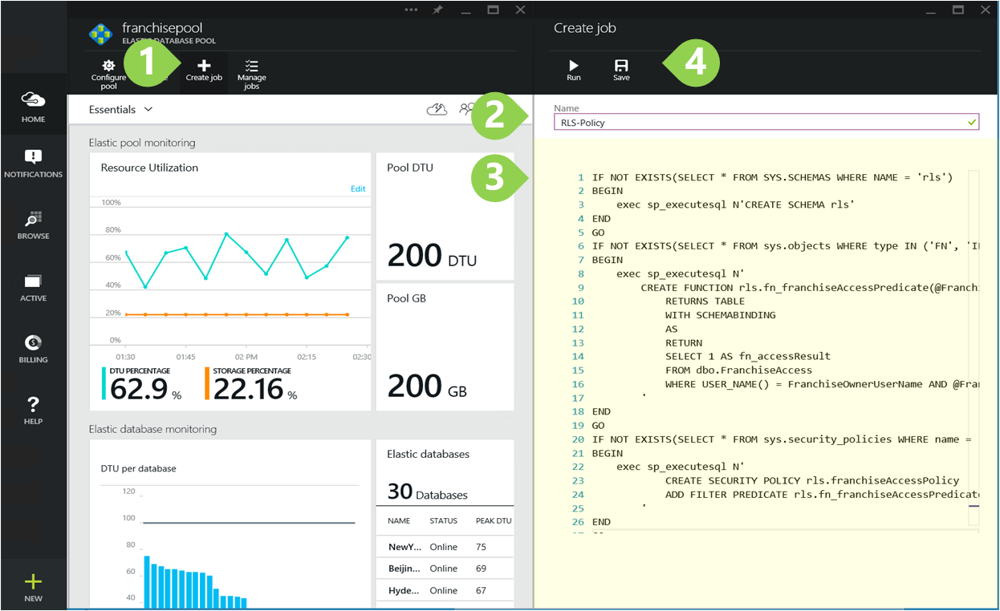 franchisepool
ELASTIC DATABASE POOL
Create job
1
4
Configure pool
Create job
Manage jobs
Run
Save
HOME
NOTIFICATIONS
BROWSE
ACTIVE
BILLING
HELP
NEW
Essentials
2
Name
RLS-Policy
3
Elastic pool monitoring
Resource Utilization
Edit
100%
80%
60%
40%
20%
0%
01:30 01:45 02 PM 02:15 02:30
DTU PERCENTAGE
62.9 %
STORAGE PERCENTAGE
22.16 %
Pool DTU
200 DTU
Pool GB
200 GB
Elastic database monitoring
DTU per database
120
100
80
60
40
Elastic databases
30 Databases
NAME STATUS PEAK DTU
NewY... Online 75
Beijin... Online 69
Hyde... Online 67
1 IF NOT EXISTS(SELECT * FROM SYS.SCHEMAS WHERE NAME = 'rls')
2 BEGIN
3 exec sp_executesql N'CREATE SCHEMA rls'
4 END
5 GO
6 IF NOT EXISTS(SELECT * FROM sys.objects WHERE type IN ('FN', 'I
7 BEGIN
8 exec sp_executesql N'
9 CREATE FUNCTION rls.fn_franchiseAccessPredicate(@Franch
10 RETURNS TABLE
11 WITH SCHEMABINDING
12 AS
13 RETURN
14 SELECT 1 AS fn_accessResult
15 FROM dbo.FranchiseAccess
16 WHERE USER_NAME() = FranchiseOwnerUserName AND @Fran
17 '
18 END
19 GO
20 IF NOT EXISTS(SELECT * FROM sys.security_policies WHERE name =
21 BEGIN
22 exec sp_executesql N'
23 CREATE SECURITY POLICY rls.franchiseAccessPolicy
24 ADD FILTER PREDICATE rls.fn_franchiseAccessPredicate
25 '
26 END